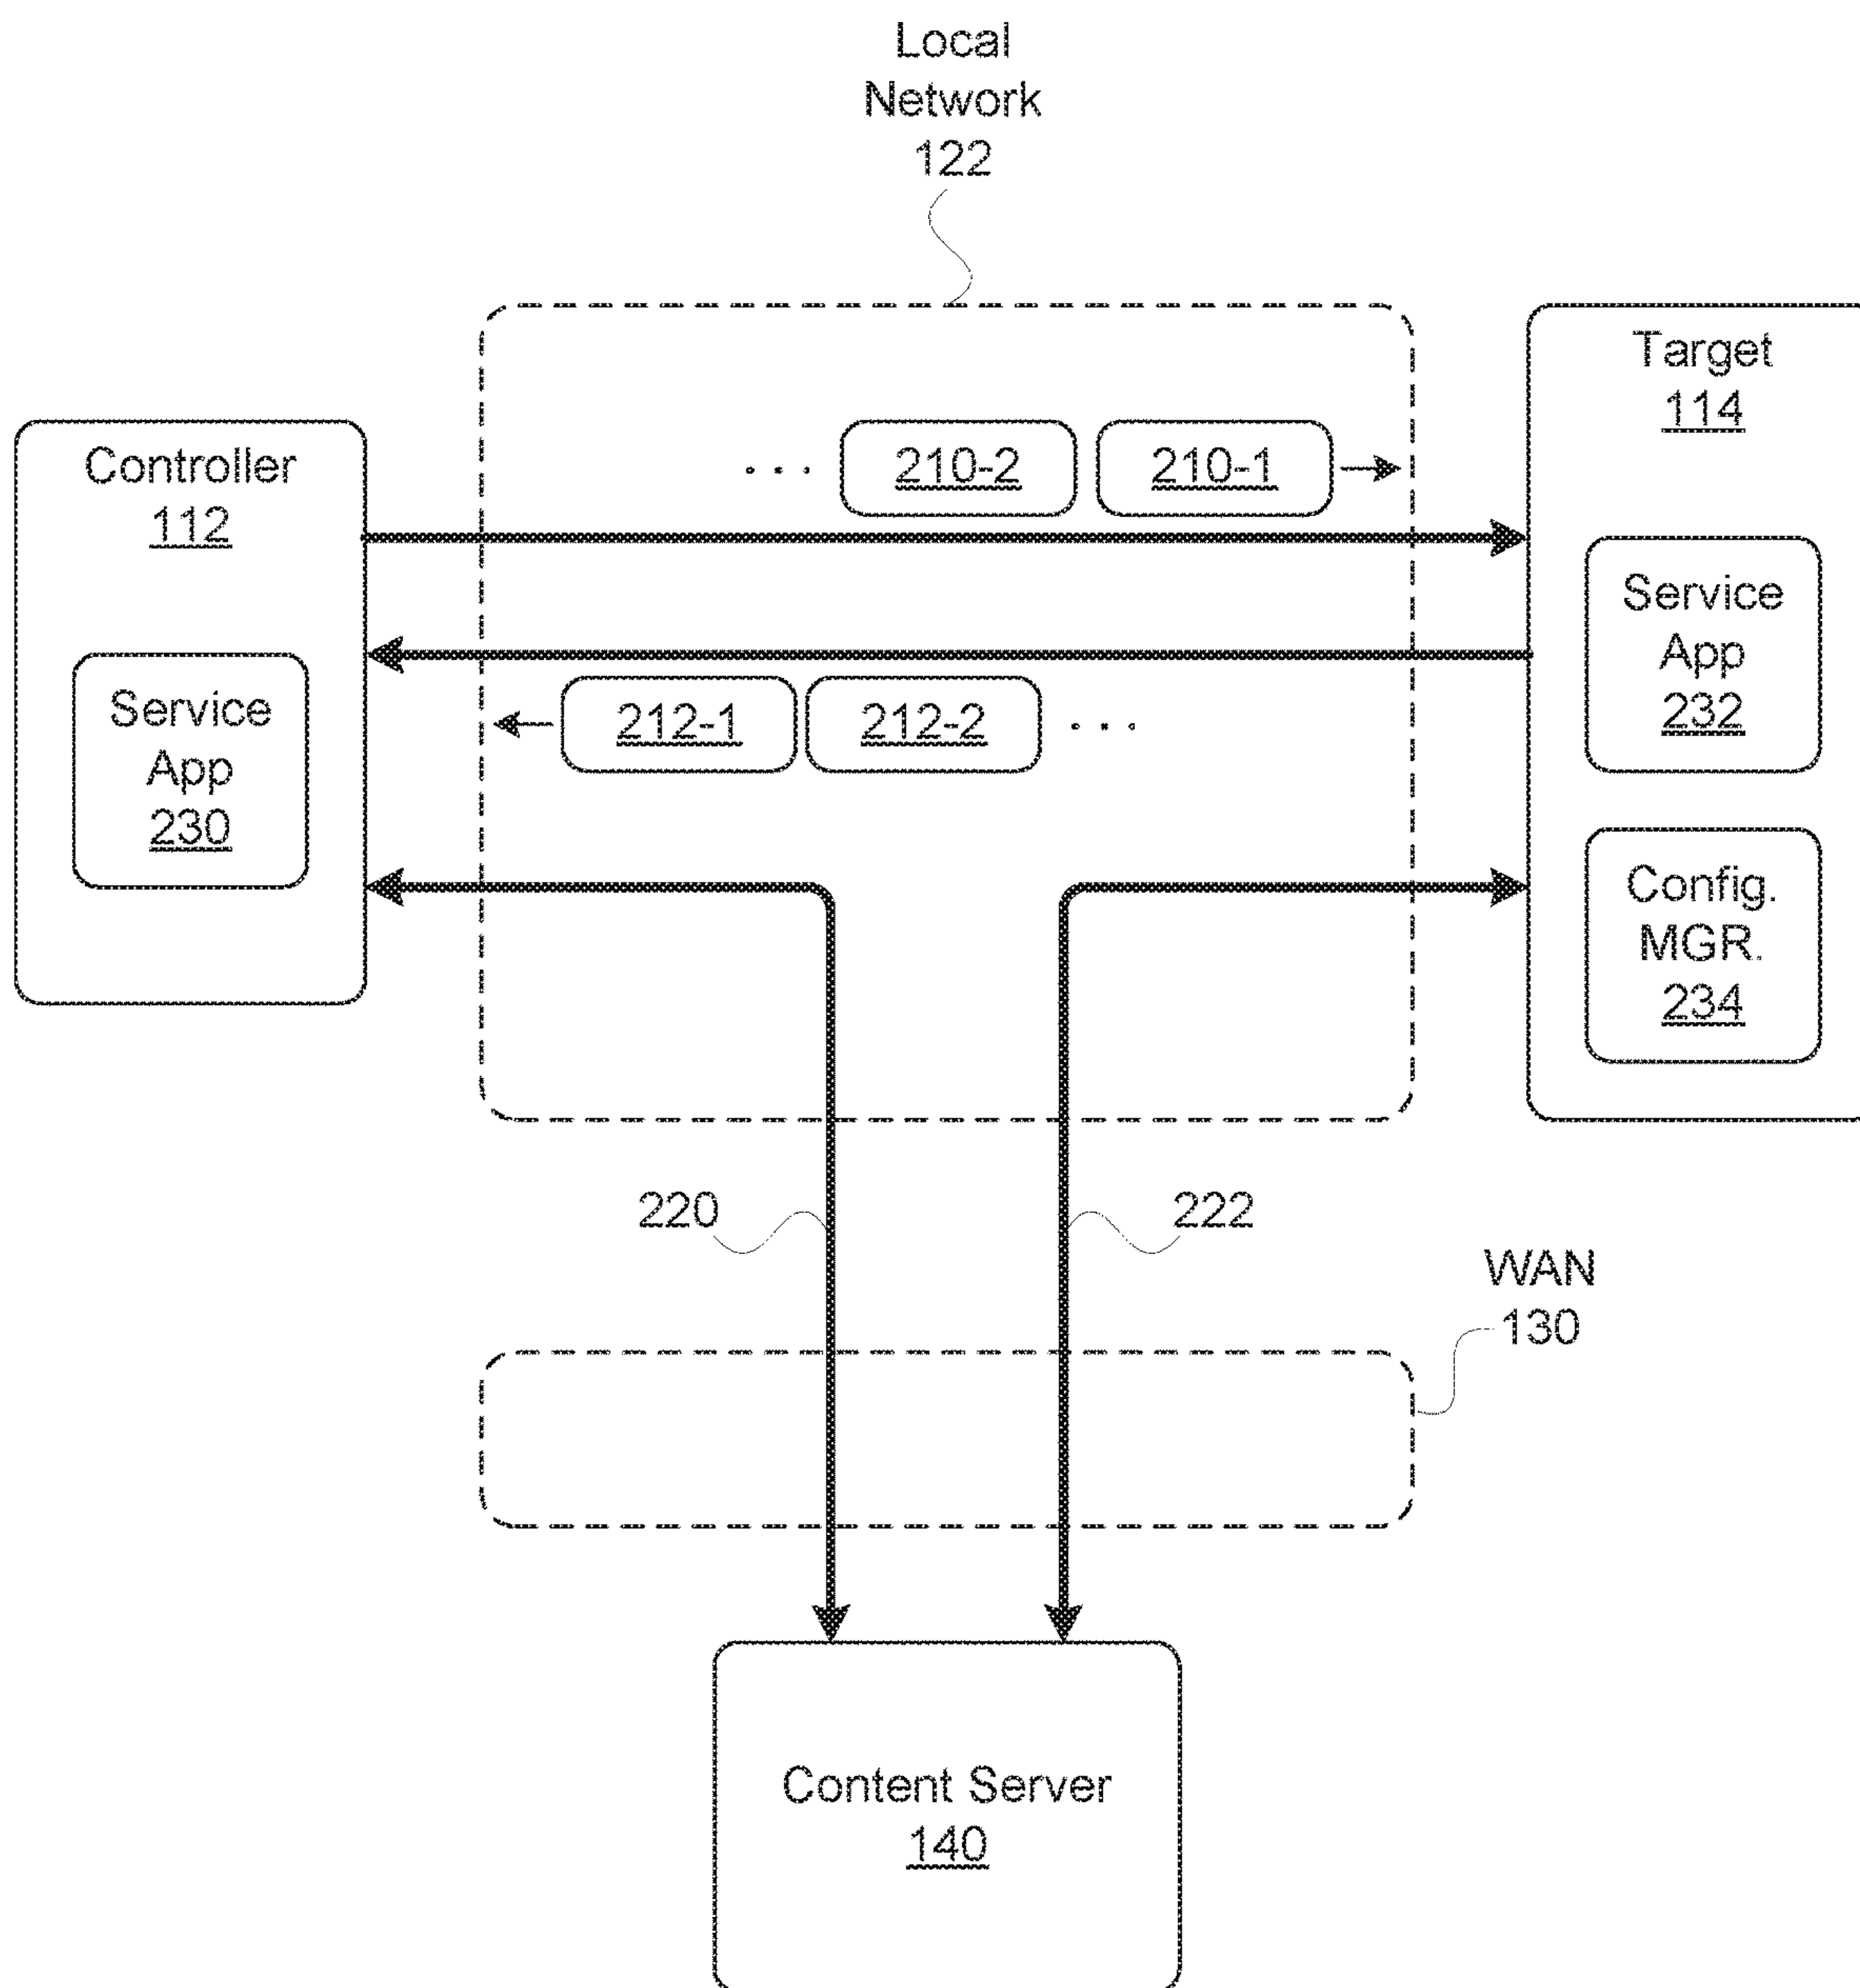 Local
Network
122
Target
114
Controller
112
. . .
210-2
210-1
Service
App
232
Service
App
230
212-1
212-2
. . .
Config.
MGR.
234
220
222
WAN
130
Content Server
140